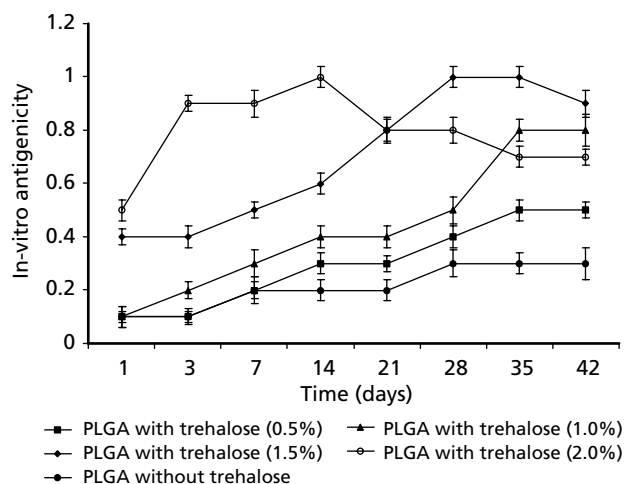 1.2
1
0.8
0.6
0.4
0.2
0
In-vitro antigenicity
1 3 7 14 21 28 35 42
Time (days)
PLGA with trehalose (0.5%) PLGA with trehalose (1.0%)
PLGA with trehalose (1.5%) PLGA with trehalose (2.0%)
PLGA without trehalose